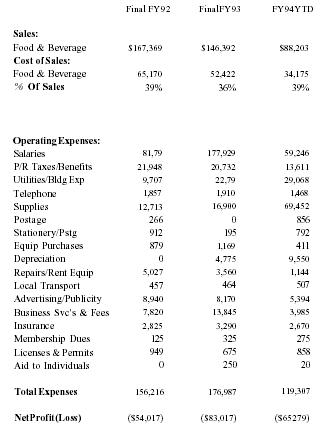 Final FY92 FinalFY93 FY94YTD
Sales:
Food & Beverage $167,369 $146,392 $88,203
Cost of Sales:
Food & Beverage 65,170 52,422 34,175
% Of Sales 39% 36% 39%
Operating Expenses:
Salaries 81,79 177,929 59,246
P/R Taxes/Benefits 21,948 20,732 13,611
Utilities/Bldg Exp 9,707 22,79 29,068
Telephone 1,857 1,910 1,468
Supplies 12,713 16,900 69,452
Postage 266 0 856
Stationery/Pstg 912 195 792
Equip Purchases 879 1,169 411
Depreciation 0 4,775 9,550
Repairs/Rent Equip 5,027 3,560 1,144
Local Transport 457 464 507
Advertising/Publicity 8,940 8,170 5,394
Business Svc's & Fees 7,820 13,845 3,985
Insurance 2,825 3,290 2,670
Membership Dues 125 325 275
Licenses & Permits 949 675 858
Aid to Individuals 0 250 20
Total Expenses 156,216 176,987 119,307
NetProfit(Loss) ($54,017) ($83,017) ($65279)